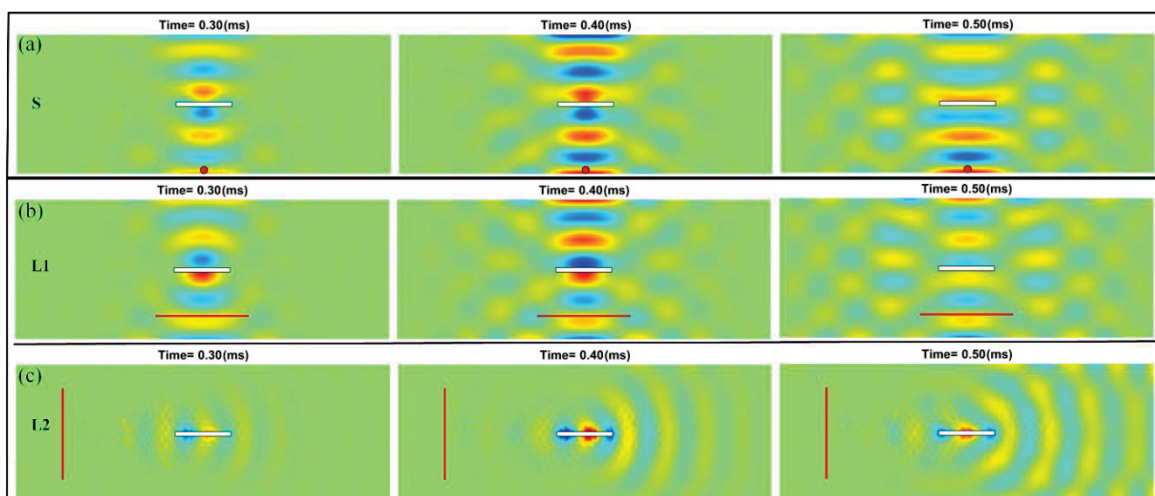 Time= 0.30(ms) Time= 0.40(ms) Time= 0.50(ms)
(a)
S
Time= 0.30(ms) Time= 0.40(ms) Time= 0.50(ms)
(b)
L1
Time= 0.30(ms) Time= 0.40(ms) Time= 0.50(ms)
(c)
L2